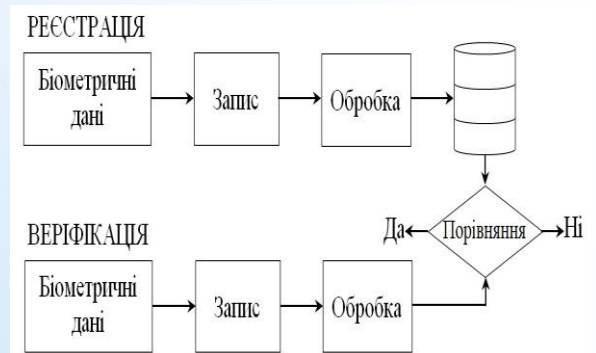 РЕЄСТРАЦІЯ
Біометричні
дані
Запис
Обробка
Да
Порівняння
Ні
ВЕРІФІКАЦІЯ
Біометричні
дані
Запис
Обробка